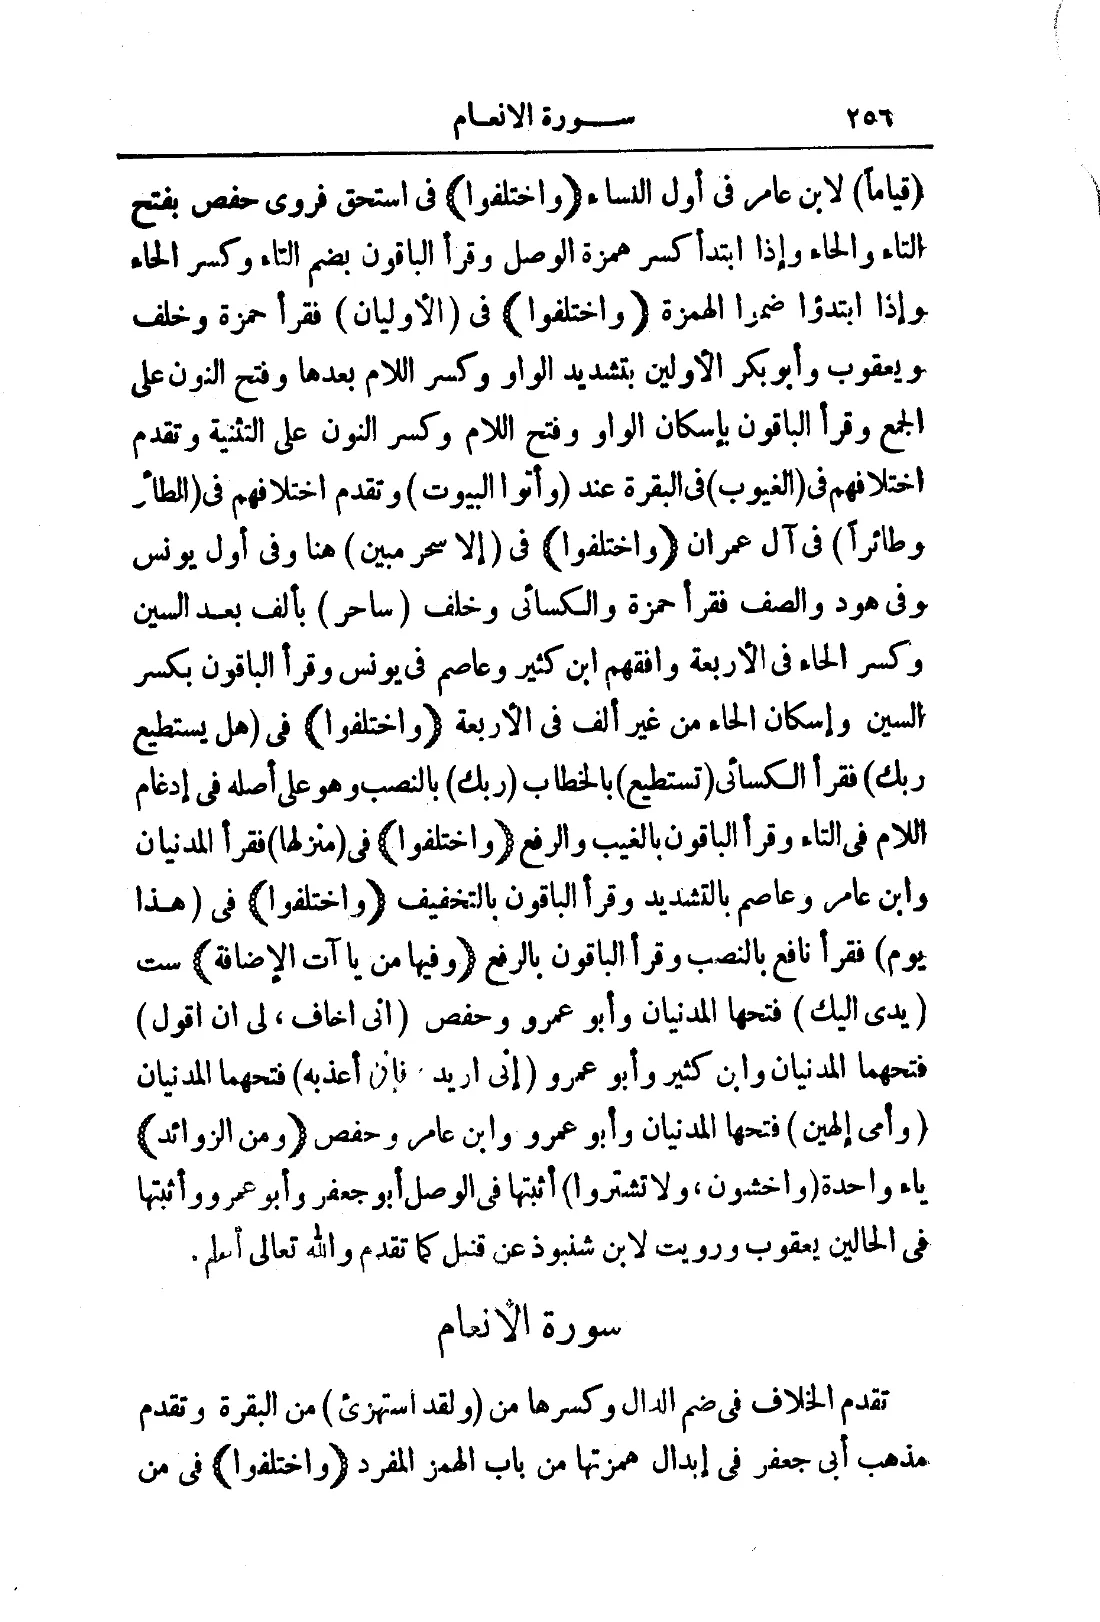 ٢٥٦ سورة الانعام
(قياماً) لابن عامر فى أول النساء (واختلفوا) فى استحق فروى حفص بفتح
التاء والحاء وإذا ابتدأ كسر همزة الوصل وقرأ الباقون بضم التاء وكسر الحاء
وإذا ابتدؤا ضموا الهمزة (واختلفوا) فى (الأوليان) فقرأ حمزة وخلف
ويعقوب وأبوبكر الأولين بتشديد الواو وكسر اللام بعدها وفتح النون على
الجمع وقرأ الباقون بإسكان الواو وفتح اللام وكسر النون على التثنية وتقدم
اختلافهم فى (الغيوب) فى البقرة عند (وأتوا البيوت) وتقدم اختلافهم فى (الطائر
وطائراً) فى آل عمران (واختلفوا) فى (إلا سحر مبين) هنا وفى أول يونس
وفى هود والصف فقرأ حمزة والكسائى وخلف (ساحر) بألف بعد السين
وكسر الحاء فى الأربعة وافقهم ابن كثير وعاصم فى يونس وقرأ الباقون بكسر
السين وإسكان الحاء من غير ألف فى الأربعة (واختلفوا) فى (هل يستطيع
ربك) فقرأ الكسائى (تستطيع) بالخطاب (ربك) بالنصب وهو على أصله فى إدغام
اللام فى التاء وقرأ الباقون بالغيب والرفع (واختلفوا) فى (منزلها) فقرأ المدنيان
وابن عامر وعاصم بالتشديد وقرأ الباقون بالتخفيف (واختلفوا) فى (هذا
يوم) فقرأ نافع بالنصب وقرأ الباقون بالرفع (وفيها من ياآت الإضافة) ست
(يدى اليك) فتحها المدنيان وأبو عمرو وحفص (انى اخاف، لى ان اقول)
فتحهما المدنيان وابن كثير وأبو عمرو (إنى اريد، فإنى أعذبه) فتحهما المدنيان
(وأمى إلهين) فتحها المدنيان وأبو عمرو وابن عامر وحفص (ومن الزوائد)
ياء واحدة (واخشون، ولا تشتروا) أثبتها فى الوصل أبو جعفر وأبو عمرو وأثبتها
فى الحالين يعقوب ورويت لابن شنبوذ عن قنبل كما تقدم والله تعالى أعلم.
سورة الأنعام
تقدم الخلاف فى ضم الدال وكسرها من (ولقد استهزئ) من البقرة وتقدم
مذهب أبى جعفر فى إبدال همزتها من باب الهمز المفرد (واختلفوا) فى من